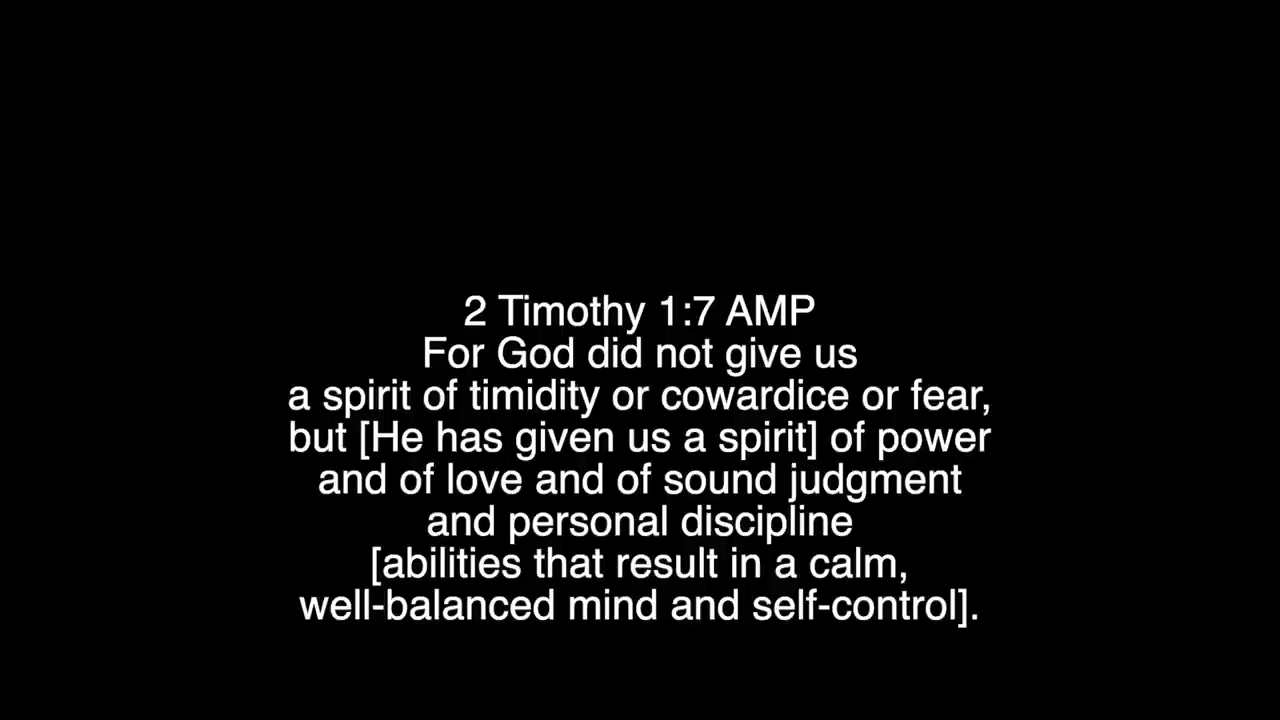 2 Timothy 1:7 AMP
For God did not give us
a spirit of timidity or cowardice or fear,
but [He has given us a spirit] of power
and of love and of sound judgment
and personal discipline
[abilities that result in a calm,
well-balanced mind and self-control].